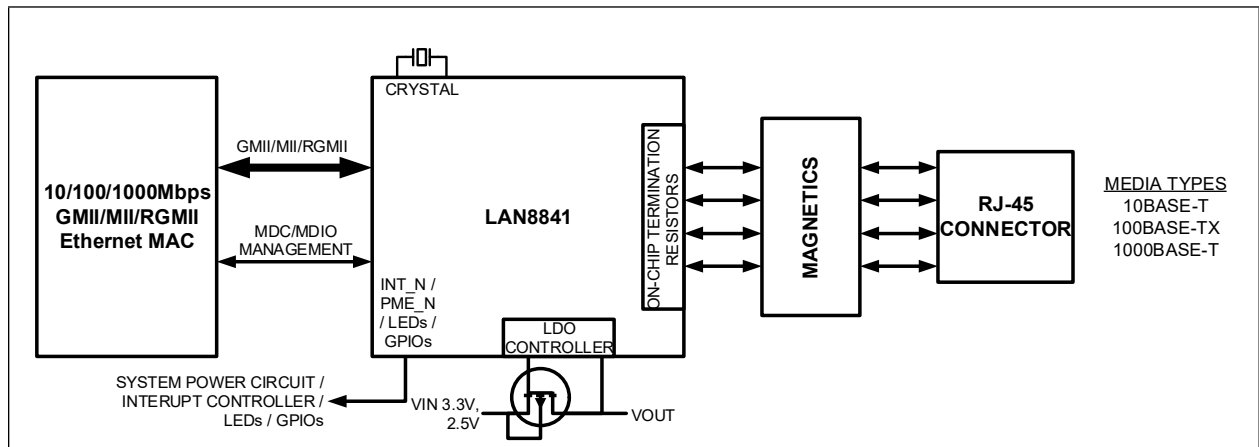 CRYSTAL
10/100/1000Mbps
GMII/MII/RGMII
Ethernet MAC
GMII/MII/RGMII
MDC/MDIO
MANAGEMENT
LAN8841
INT_N /
PME_N
/ LEDs /
GPIOs
ON-CHIP TERMINATION
RESISTORS
LDO
CONTROLLER
MAGNETICS
RJ-45
CONNECTOR
MEDIA TYPES
10BASE-T
100BASE-TX
1000BASE-T
SYSTEM POWER CIRCUIT /
INTERUPT CONTROLLER /
LEDs / GPIOs
VIN 3.3V,
2.5V
VOUT